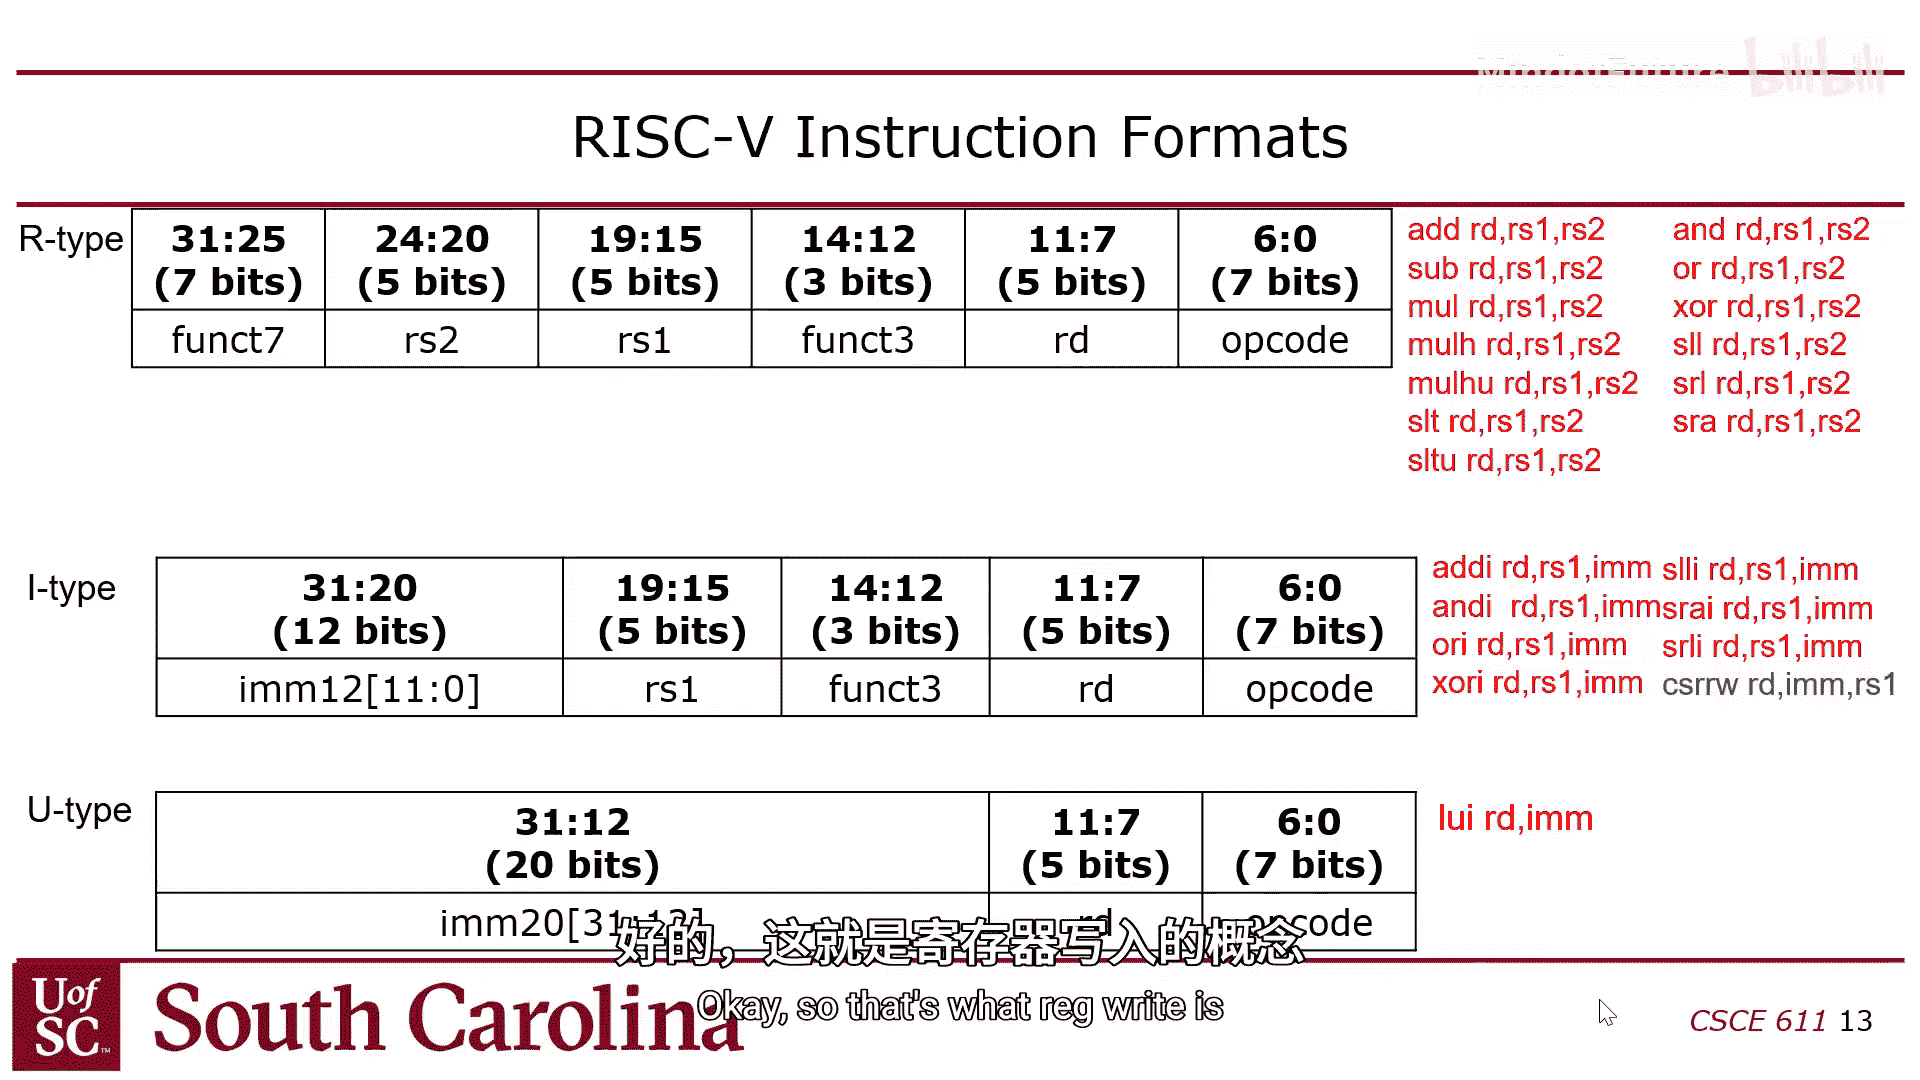 RISC-V Instruction Formats
R-type
31:25 (7 bits)
24:20 (5 bits)
19:15 (5 bits)
14:12 (3 bits)
11:7 (5 bits)
6:0 (7 bits)
funct7
rs2
rs1
funct3
rd
opcode
add rd,rs1,rs2
sub rd,rs1,rs2
mul rd,rs1,rs2
mulh rd,rs1,rs2
mulhu rd,rs1,rs2
slt rd,rs1,rs2
sltu rd,rs1,rs2
and rd,rs1,rs2
or rd,rs1,rs2
xor rd,rs1,rs2
sll rd,rs1,rs2
srl rd,rs1,rs2
sra rd,rs1,rs2
I-type
31:20 (12 bits)
19:15 (5 bits)
14:12 (3 bits)
11:7 (5 bits)
6:0 (7 bits)
imm12[11:0]
rs1
funct3
rd
opcode
addi rd,rs1,imm
andi rd,rs1,imm
ori rd,rs1,imm
xori rd,rs1,imm
slli rd,rs1,imm
srai rd,rs1,imm
srli rd,rs1,imm
csrrw rd,imm,rs1
U-type
31:12 (20 bits)
11:7 (5 bits)
6:0 (7 bits)
imm20[31:12]
rd
opcode
lui rd,imm
好的，这就是寄存器写入的概念
Okay, so that's what reg write is
UofSC™
South Carolina
CSCE 611 13